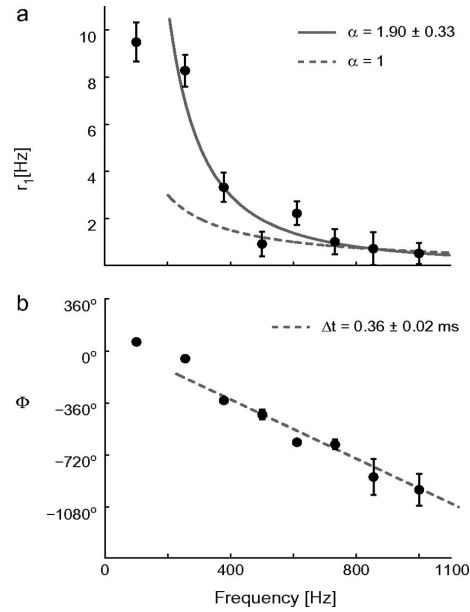 a
10
8
6
4
2
r₁[Hz]
α = 1.90 ± 0.33
α = 1
b
360°
0°
−360°
−720°
−1080°
Φ
Δt = 0.36 ± 0.02 ms
0 400 800 1100
Frequency [Hz]